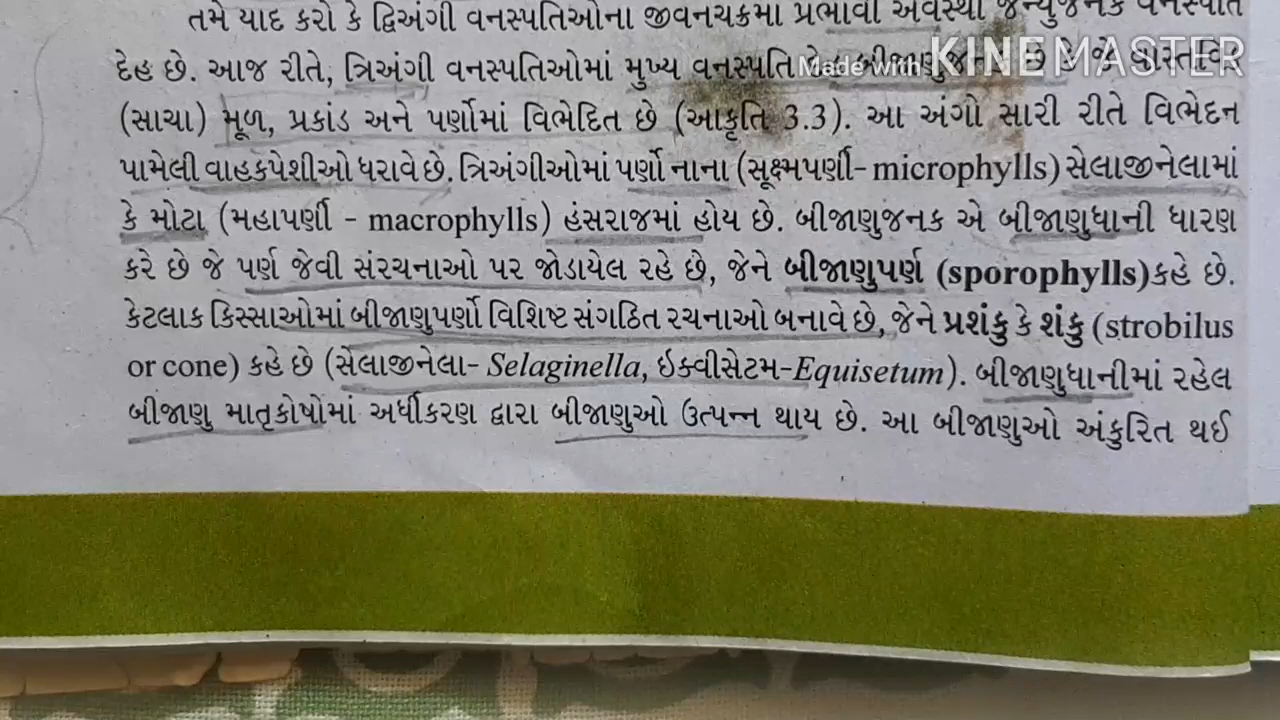 તમે યાદ કરો કે દ્વિઅંગી વનસ્પતિઓના જીવનચક્રમાં પ્રભાવી અવસ્થા જન્યુજનક વનસ્પતિ
દેહ છે. આજ રીતે, ત્રિઅંગી વનસ્પતિઓમાં મુખ્ય વનસ્પતિ છે કે જે વાસ્તવિક
Made with KINEMASTER
(સાચા) મૂળ, પ્રકાંડ અને પર્ણોમાં વિભેદિત છે (આકૃતિ 3.3). આ અંગો સારી રીતે વિભેદન
પામેલી વાહકપેશીઓ ધરાવે છે. ત્રિઅંગીઓમાં પર્ણો નાના (સૂક્ષ્મપર્ણી- microphylls) સેલાજીનેલામાં
કે મોટા (મહાપર્ણી - macrophylls) હંસરાજમાં હોય છે. બીજાણુજનક એ બીજાણુધાની ધારણ
કરે છે જે પર્ણ જેવી સંરચનાઓ પર જોડાયેલ રહે છે, જેને બીજાણુપર્ણ (sporophylls)કહે છે.
કેટલાક કિસ્સાઓમાં બીજાણુપર્ણો વિશિષ્ટ સંગઠિત રચનાઓ બનાવે છે, જેને પ્રશંકુ કે શંકુ (strobilus
or cone) કહે છે (સેલાજીનેલા- Selaginella, ઇક્વીસેટમ-Equisetum). બીજાણુધાનીમાં રહેલ
બીજાણુ માતૃકોષોમાં અર્ધીકરણ દ્વારા બીજાણુઓ ઉત્પન્ન થાય છે. આ બીજાણુઓ અંકુરિત થઈ